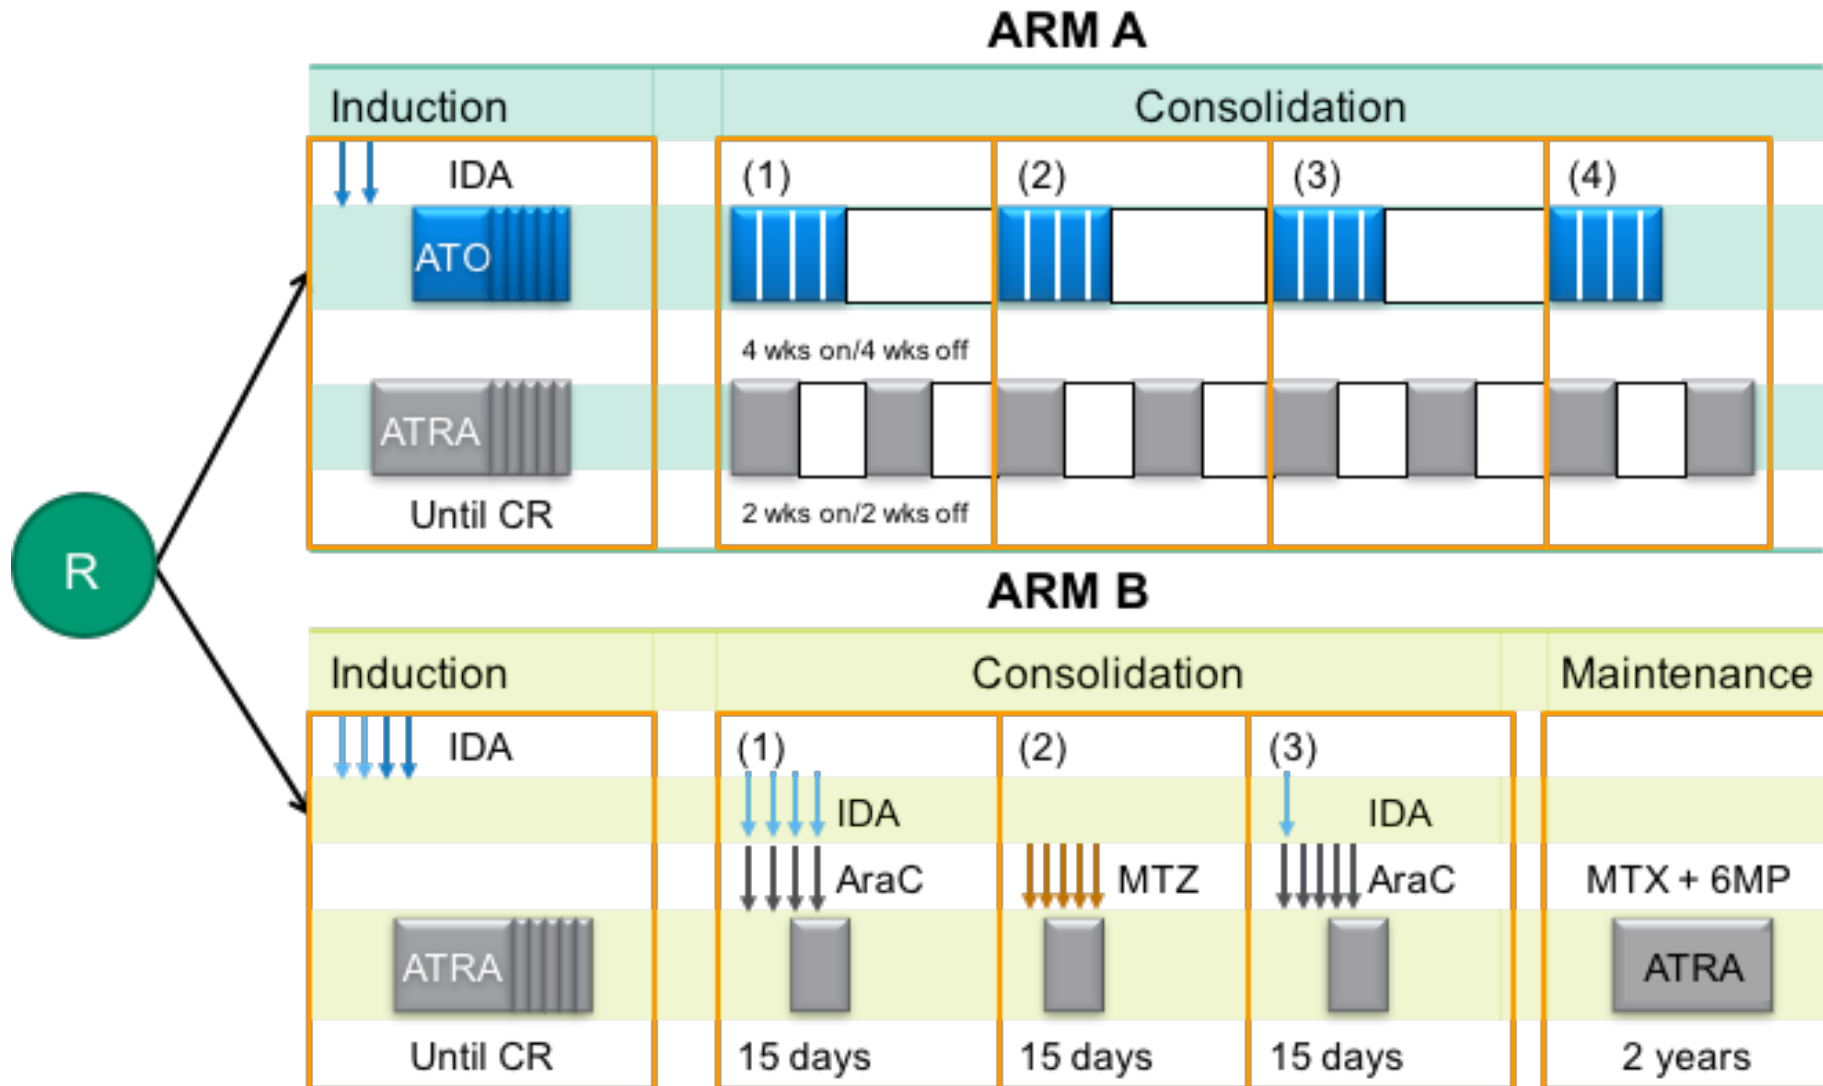 ARM A
Induction Consolidation
IDA (1) (2) (3) (4)
ATO
4 wks on/4 wks off
ATRA
Until CR 2 wks on/2 wks off
R
ARM B
Induction Consolidation Maintenance
IDA (1) (2) (3)
IDA IDA
AraC MTZ AraC MTX + 6MP
ATRA ATRA
Until CR 15 days 15 days 15 days 2 years